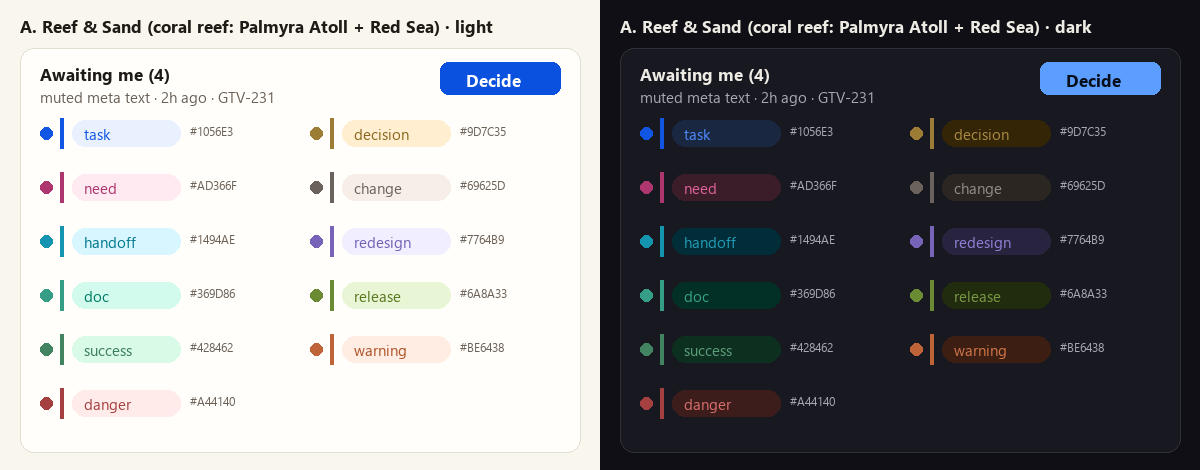 A. Reef & Sand (coral reef: Palmyra Atoll + Red Sea) · light
Awaiting me (4)
Decide
muted meta text · 2h ago · GTV-231
task #1056E3 decision #9D7C35
need #AD366F change #69625D
handoff #1494AE redesign #7764B9
doc #369D86 release #6A8A33
success #428462 warning #BE6438
danger #A44140
A. Reef & Sand (coral reef: Palmyra Atoll + Red Sea) · dark
Awaiting me (4)
Decide
muted meta text · 2h ago · GTV-231
task #1056E3 decision #9D7C35
need #AD366F change #69625D
handoff #1494AE redesign #7764B9
doc #369D86 release #6A8A33
success #428462 warning #BE6438
danger #A44140